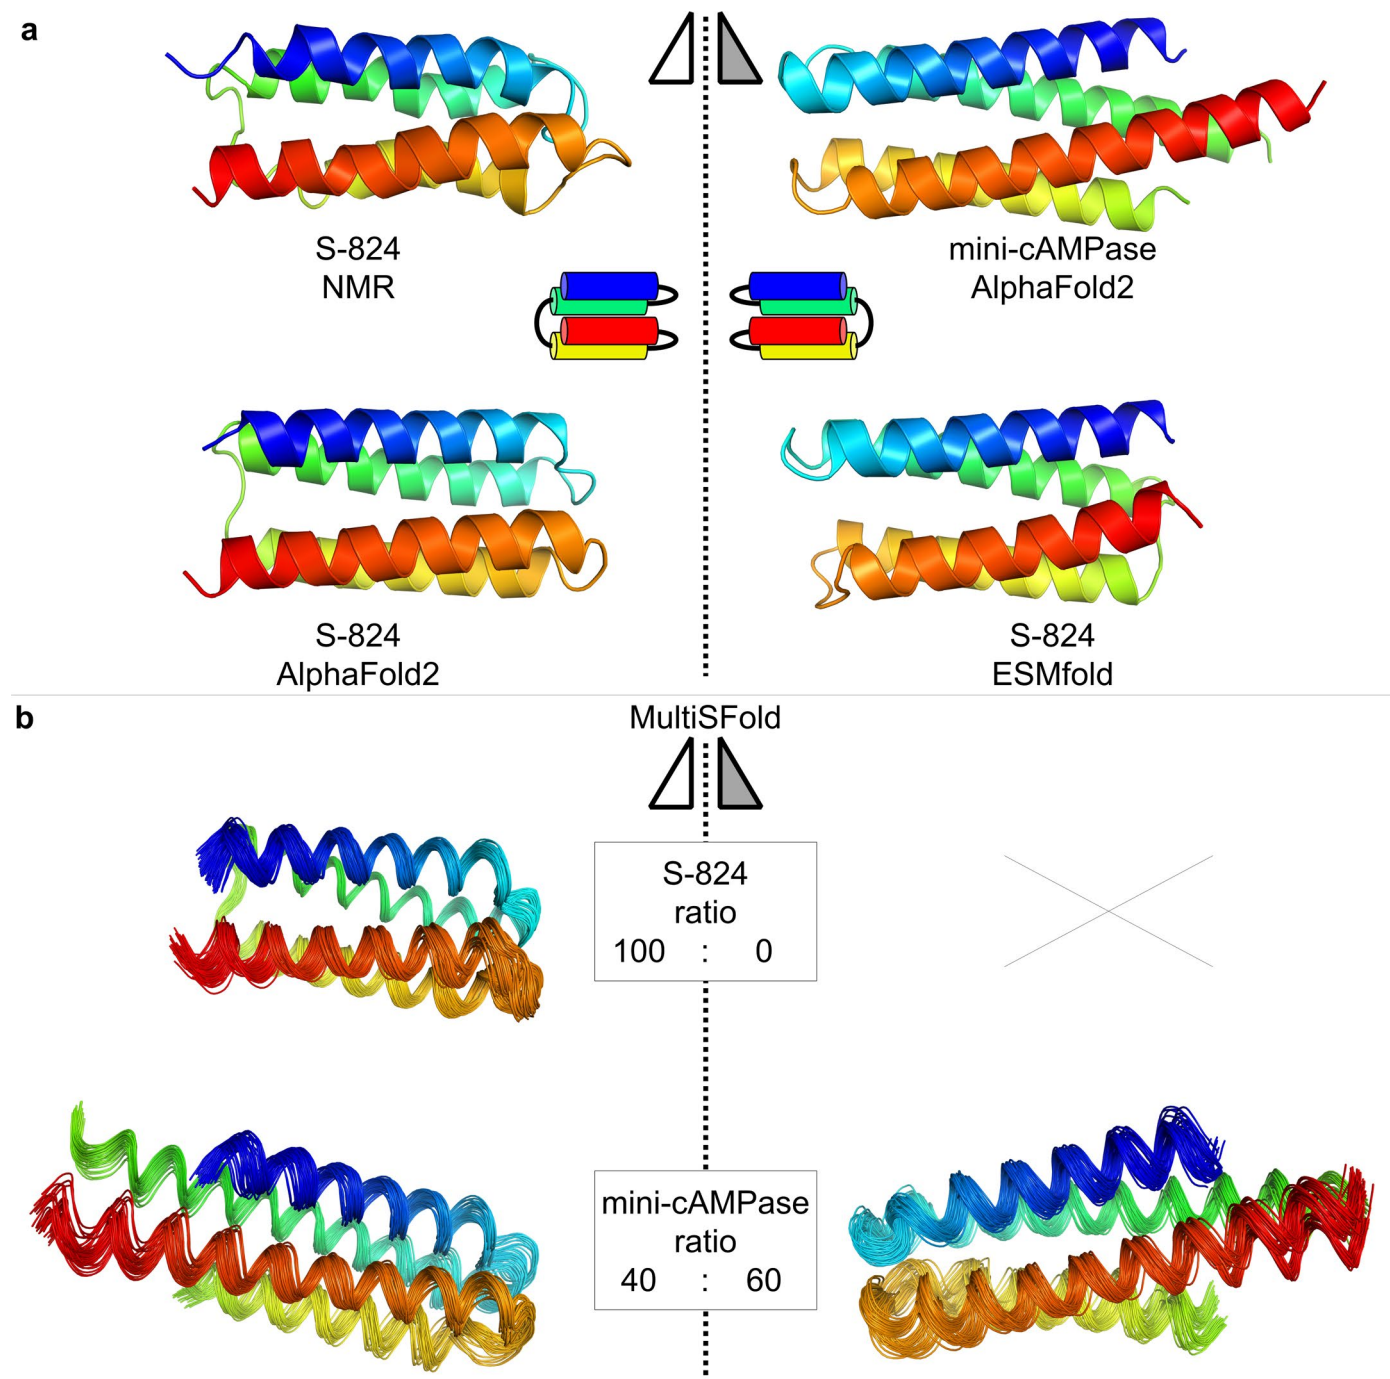 a
S-824
NMR
mini-cAMPase
AlphaFold2
S-824
AlphaFold2
S-824
ESMfold
b
MultiSFold
S-824
ratio
100 : 0
mini-cAMPase
ratio
40 : 60